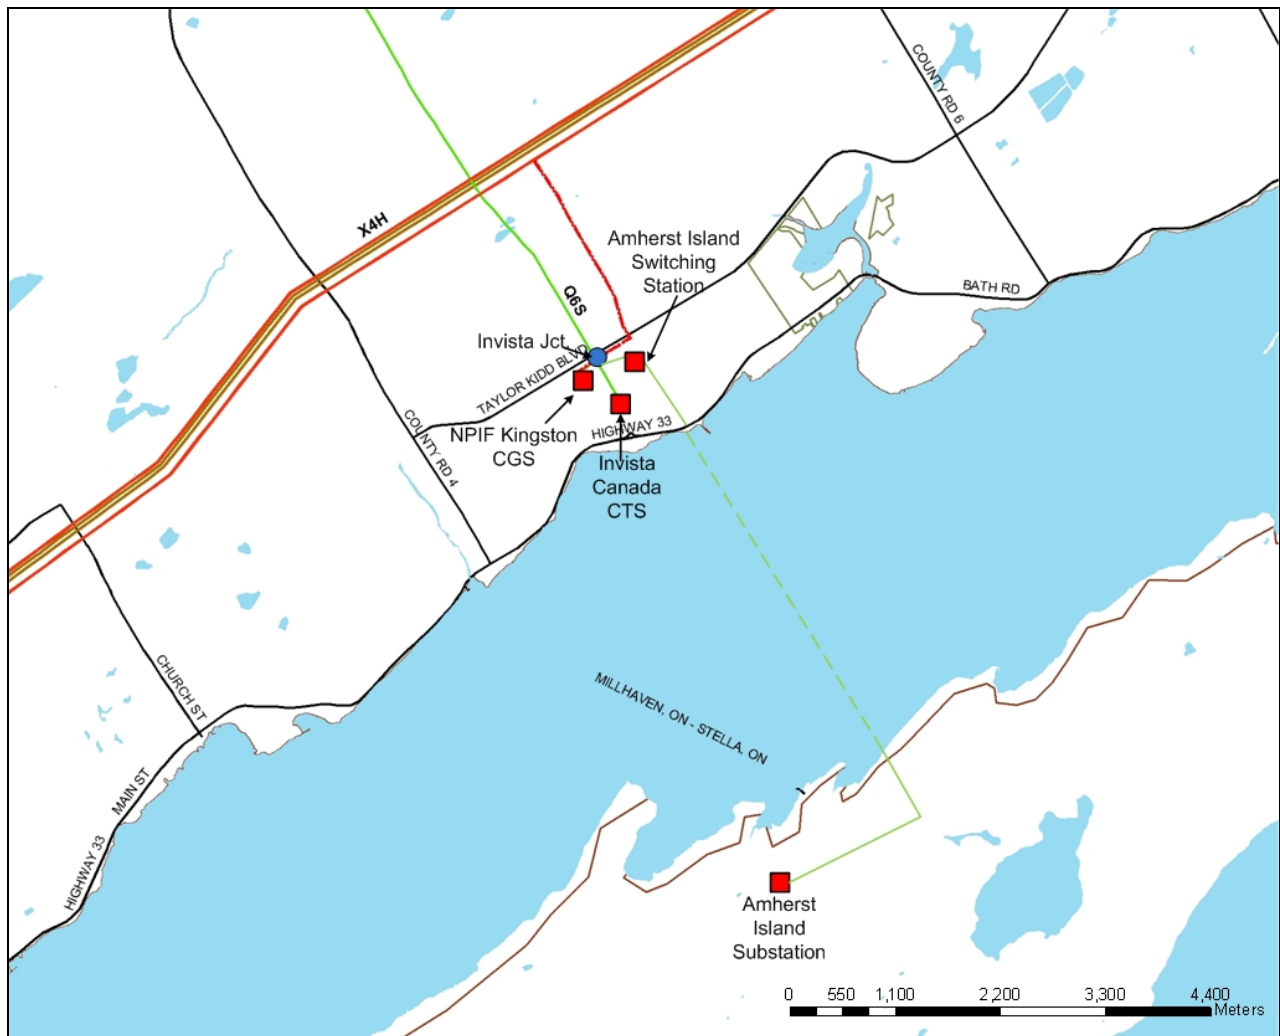 COUNTY RD 6
X4H
Amherst Island
Switching
Station
Q6S
BATH RD
Invista Jct.
TAYLOR KIDD BLVD
COUNTY RD 4
NPIF Kingston
CGS
HIGHWAY 33
Invista
Canada
CTS
CHURCH ST
MILLHAVEN, ON - STELLA, ON
MAIN ST
HIGHWAY 33
Amherst
Island
Substation
0 550 1,100 2,200 3,300 4,400
Meters